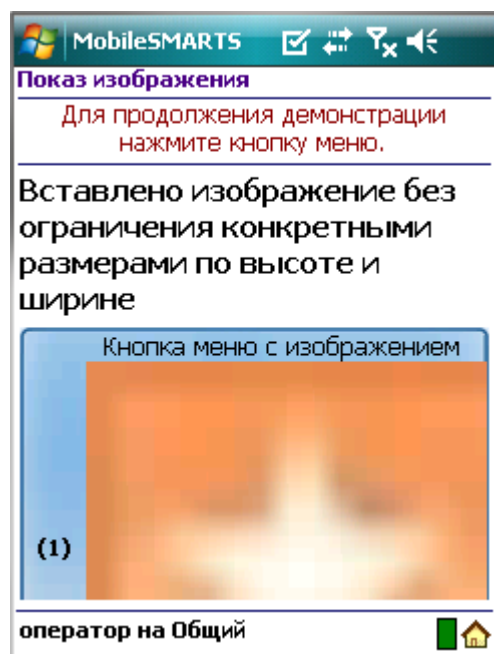 MobileSMARTS
Показ изображения
Для продолжения демонстрации
нажмите кнопку меню.
Вставлено изображение без
ограничения конкретными
размерами по высоте и
ширине
Кнопка меню с изображением
(1)
оператор на Общий